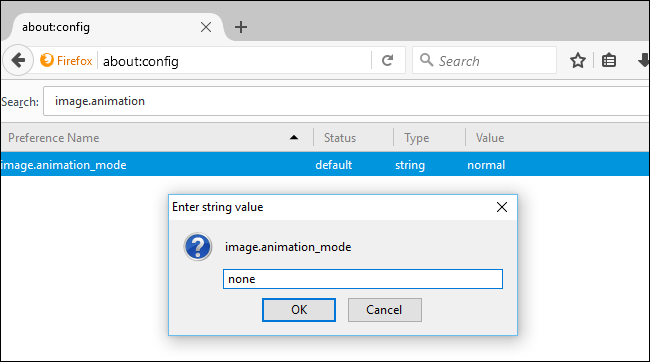 about:config
Firefox about:config Search
Search: image.animation
Preference Name Status Type Value
image.animation_mode default string normal
Enter string value
image.animation_mode
none
OK Cancel